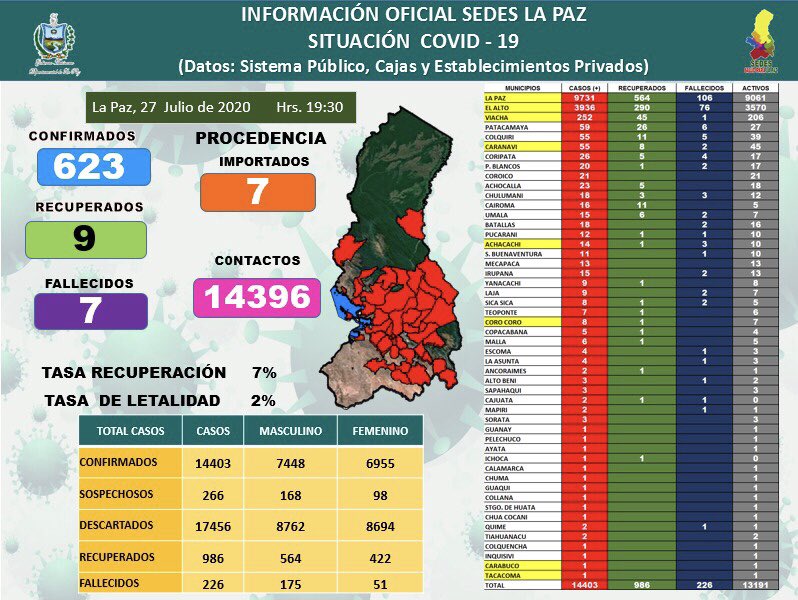 INFORMACIÓN OFICIAL SEDES LA PAZ
SITUACIÓN COVID - 19
(Datos: Sistema Público, Cajas y Establecimientos Privados)
SEDES
La Paz, 27 Julio de 2020 Hrs. 19:30
CONFIRMADOS
623
RECUPERADOS
9
FALLECIDOS
7
PROCEDENCIA
IMPORTADOS
7
CONTACTOS
14396
TASA RECUPERACIÓN 7%
TASA DE LETALIDAD 2%
TOTAL CASOS CASOS MASCULINO FEMENINO
CONFIRMADOS 14403 7448 6955
SOSPECHOSOS 266 168 98
DESCARTADOS 17456 8762 8694
RECUPERADOS 986 564 422
FALLECIDOS 226 175 51
MUNICIPIOS CASOS (+) RECUPERADOS FALLECIDOS ACTIVOS
LA PAZ 9731 564 106 9061
EL ALTO 3936 290 76 3570
VIACHA 252 45 1 206
PATACAMAYA 59 26 6 27
COLQUIRI 55 11 5 39
CARANAVI 55 8 2 45
CORIPATA 26 5 4 17
P. BLANCOS 20 1 2 17
COROICO 21 21
ACHOCALLA 23 5 18
CHULUMANI 18 3 3 12
CAIROMA 16 11 5
UMALA 15 6 2 7
BATALLAS 18 2 16
PUCARANI 12 1 1 10
ACHACACHI 14 1 3 10
S. BUENAVENTURA 11 1 10
MECAPACA 13 13
IRUPANA 15 2 13
YANACACHI 9 1 8
LAJA 9 2 7
SICA SICA 8 1 2 5
TEOPONTE 7 1 6
CORO CORO 8 1 7
COPACABANA 5 1 4
MALLA 6 1 5
ESCOMA 4 1 3
LA ASUNTA 4 1 3
ANCORAIMES 2 1 1
ALTO BENI 3 1 2
SAPAHAQUI 3 3
CAJUATA 2 1 1 0
MAPIRI 2 1 1
SORATA 3 3
GUANAY 1 1
PELECHUCO 1 1
AYATA 1 1
ICHOCA 1 1 0
CALAMARCA 1 1
CHUMA 1 1
GUAQUI 1 1
COLLANA 1 1
STGO. DE HUATA 1 1
CHUA COCANI 1 1
QUIME 2 1 1
TIAHUANACU 2 2
COLQUENCHA 1 1
INQUISIVI 1 1
CARABUCO 1 1
TACACOMA 1 1
TOTAL 14403 986 226 13191